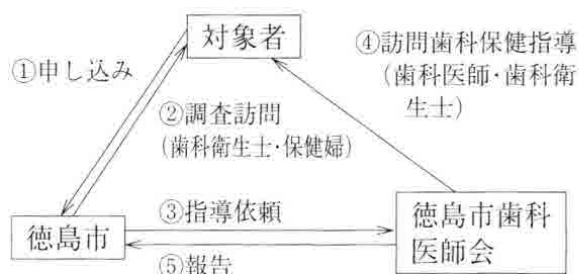 対象者
①申し込み
②調査訪問
(歯科衛生士・保健婦)
④訪問歯科保健指導
(歯科医師・歯科衛
生士)
徳島市
③指導依頼
⑤報告
徳島市歯科
医師会